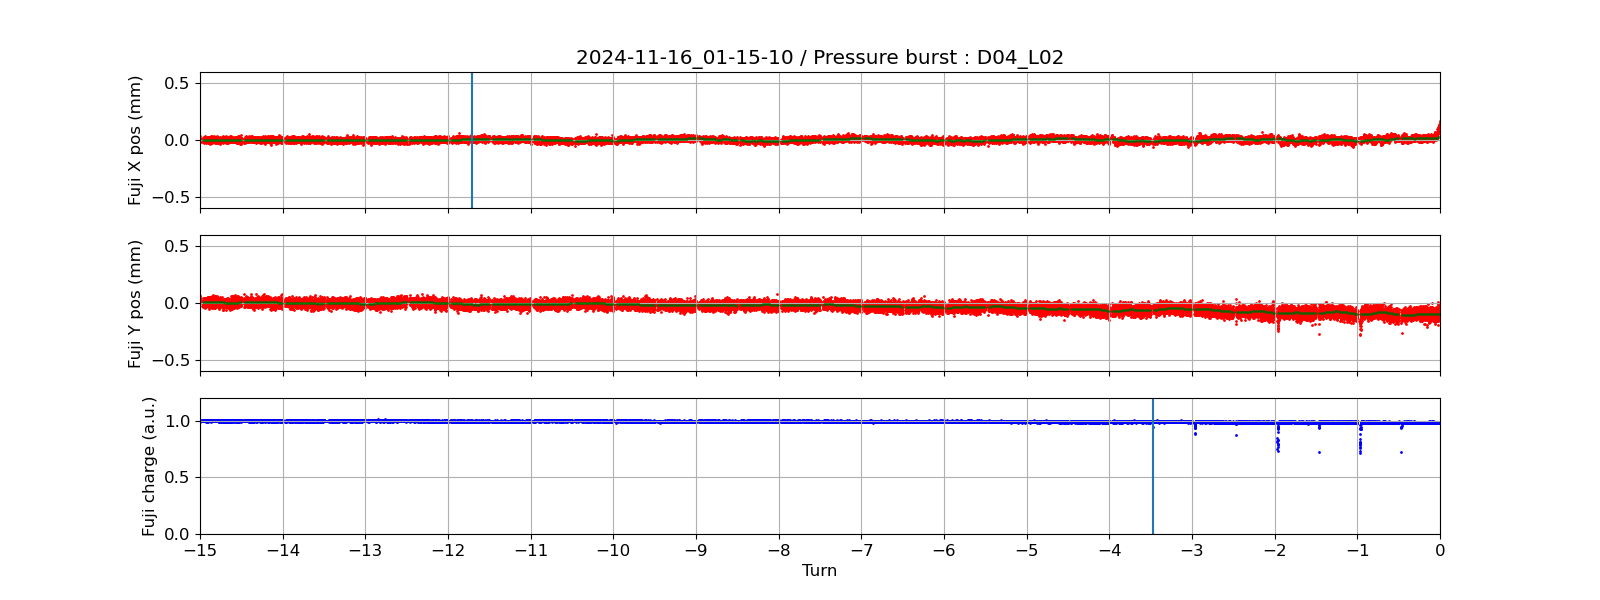 2024-11-16_01-15-10 / Pressure burst : D04_L02
Fuji X pos (mm)
0.5
0.0
−0.5
Fuji Y pos (mm)
0.5
0.0
−0.5
Fuji charge (a.u.)
1.0
0.5
0.0
−15 −14 −13 −12 −11 −10 −9 −8 −7 −6 −5 −4 −3 −2 −1 0
Turn